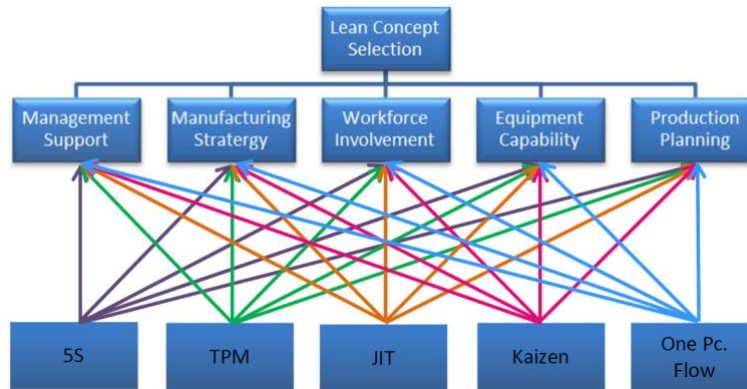 Lean Concept
Selection
Management
Support
Manufacturing
Stratergy
Workforce
Involvement
Equipment
Capability
Production
Planning
5S
TPM
JIT
Kaizen
One Pc.
Flow